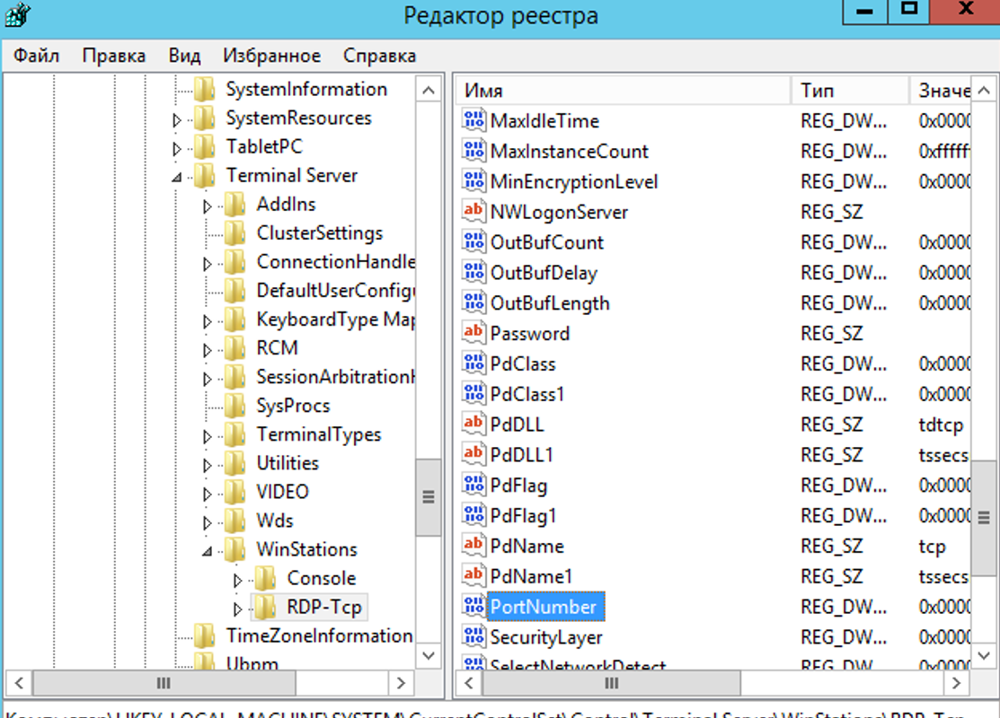 Редактор реестра
Файл Правка Вид Избранное Справка
SystemInformation
SystemResources
TabletPC
Terminal Server
AddIns
ClusterSettings
ConnectionHandle
DefaultUserConfigu
KeyboardType Map
RCM
SessionArbitrationH
SysProcs
TerminalTypes
Utilities
VIDEO
Wds
WinStations
Console
RDP-Tcp
TimeZoneInformation
Ubpm
Имя Тип Значе
MaxIdleTime REG_DW... 0x0000
MaxInstanceCount REG_DW... 0xffffff
MinEncryptionLevel REG_DW... 0x0000
NWLogonServer REG_SZ
OutBufCount REG_DW... 0x0000
OutBufDelay REG_DW... 0x0000
OutBufLength REG_DW... 0x0000
Password REG_SZ
PdClass REG_DW... 0x0000
PdClass1 REG_DW... 0x0000
PdDLL REG_SZ tdtcp
PdDLL1 REG_SZ tssecs
PdFlag REG_DW... 0x0000
PdFlag1 REG_DW... 0x0000
PdName REG_SZ tcp
PdName1 REG_SZ tssecs
PortNumber REG_DW... 0x0000
SecurityLayer REG_DW... 0x0000
SelectNetworkDetect REG_DW... 0x0000
Компьютер\HKEY_LOCAL_MACHINE\SYSTEM\CurrentControlSet\Control\Terminal Server\WinStations\RDP-Tcp